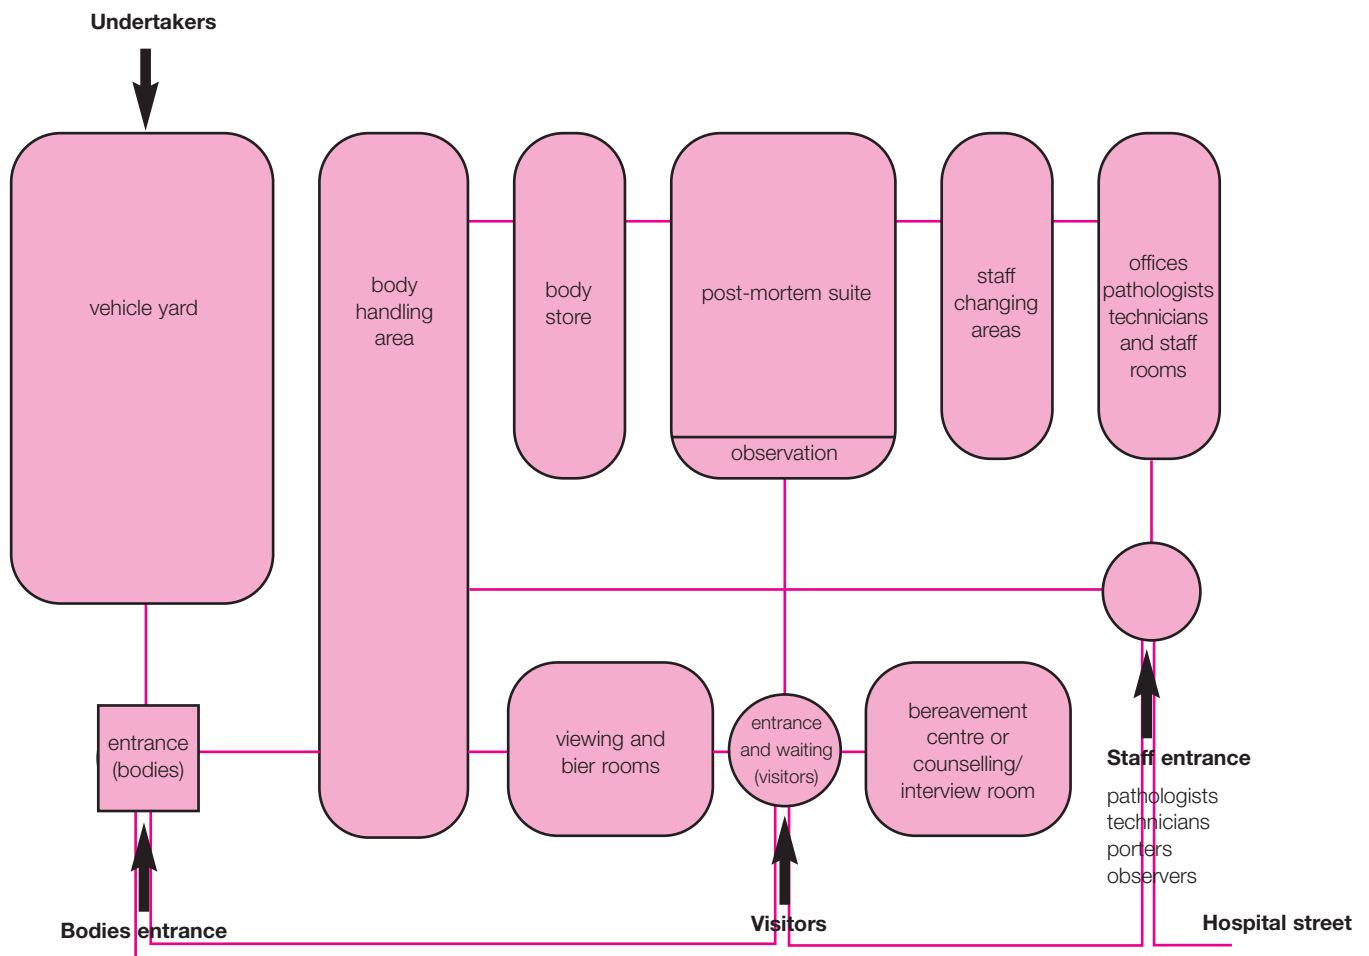 Undertakers
vehicle yard
body
handling
area
body
store
post-mortem suite
observation
staff
changing
areas
offices
pathologists
technicians
and staff
rooms
entrance
(bodies)
viewing and
bier rooms
entrance
and waiting
(visitors)
bereavement
centre or
counselling/
interview room
Staff entrance
pathologists
technicians
porters
observers
Bodies entrance
Visitors
Hospital street